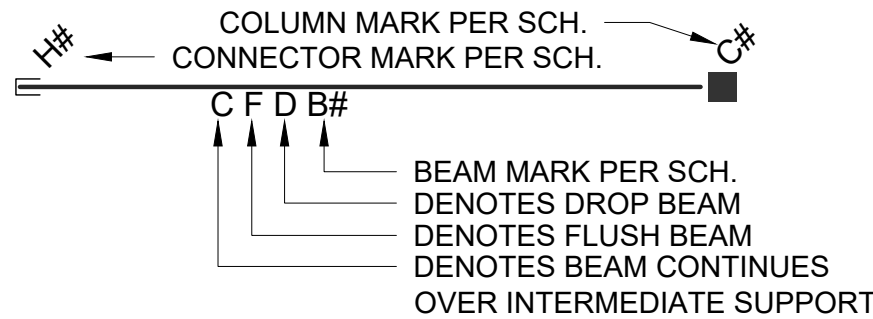 COLUMN MARK PER SCH.
C#
H#
CONNECTOR MARK PER SCH.
C F D B#
BEAM MARK PER SCH.
DENOTES DROP BEAM
DENOTES FLUSH BEAM
DENOTES BEAM CONTINUES
OVER INTERMEDIATE SUPPORT